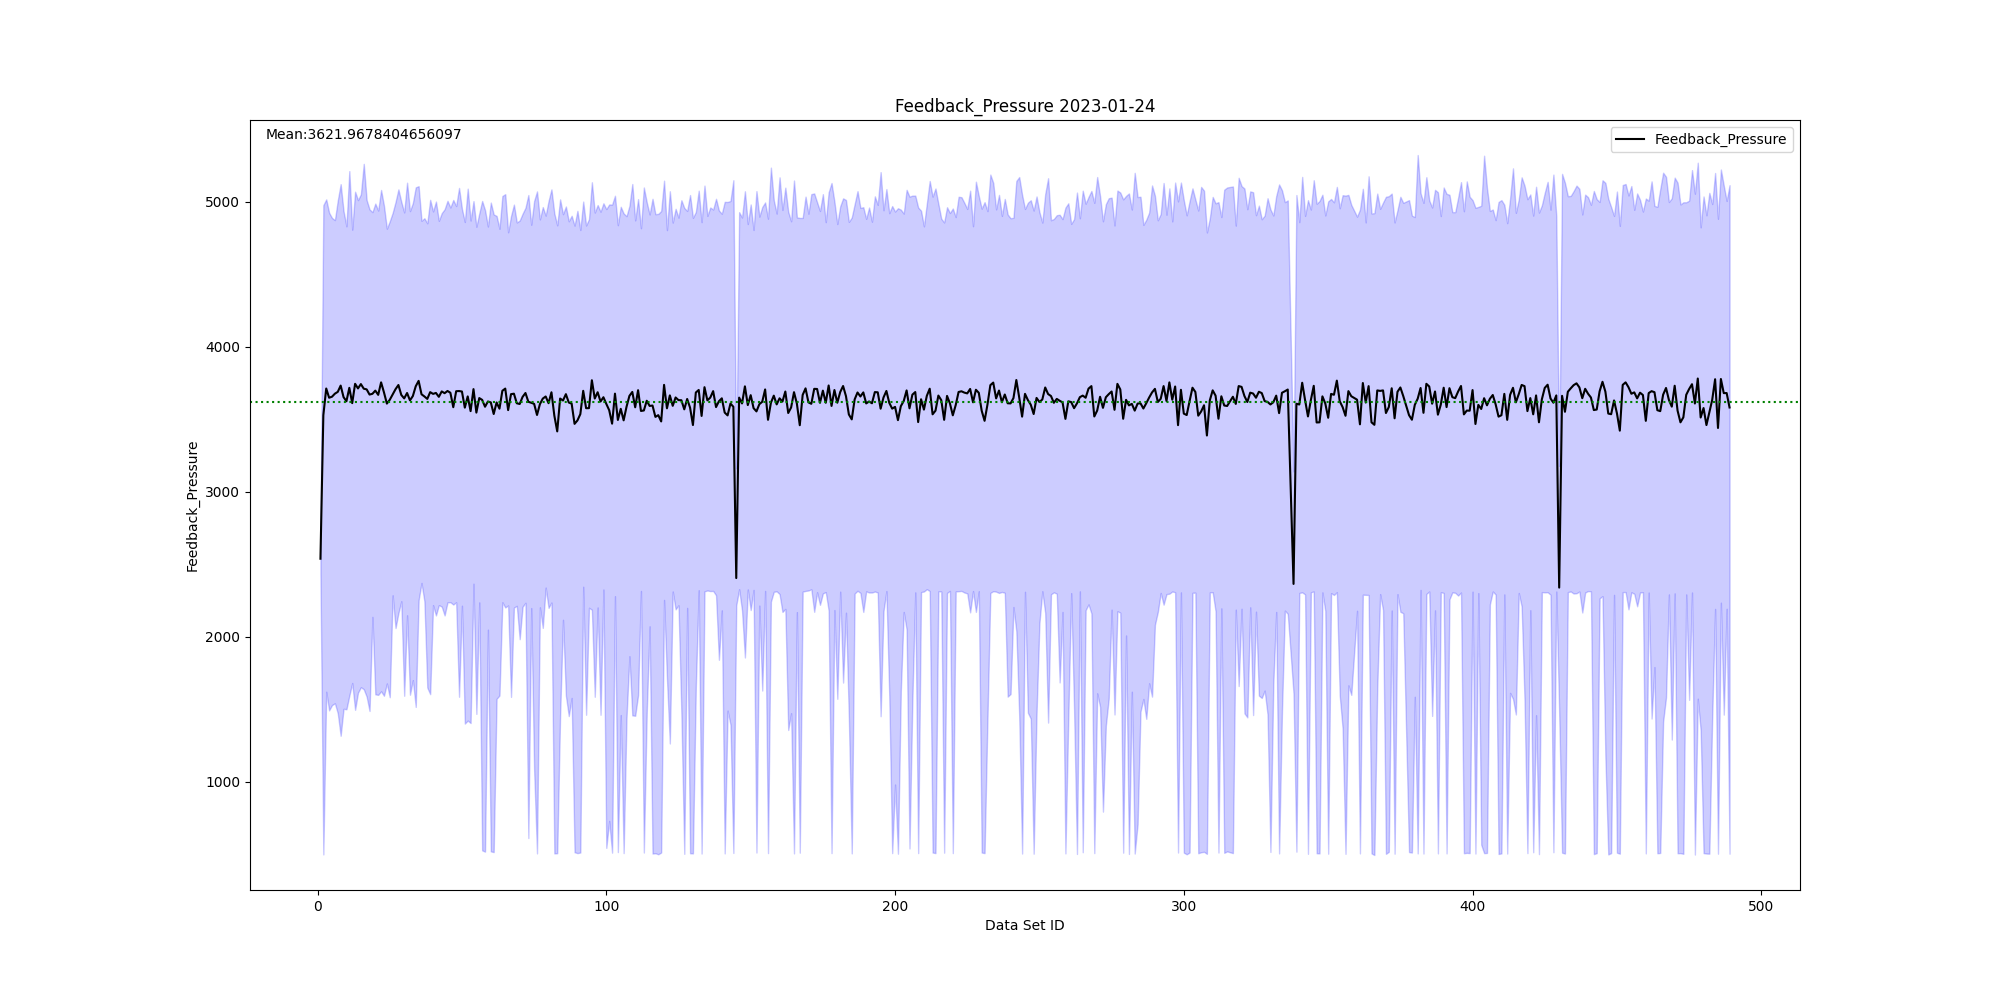 Feedback_Pressure 2023-01-24
Mean:3621.9678404656097
Feedback_Pressure
5000
4000
3000
2000
1000
Feedback_Pressure
0 100 200 300 400 500
Data Set ID